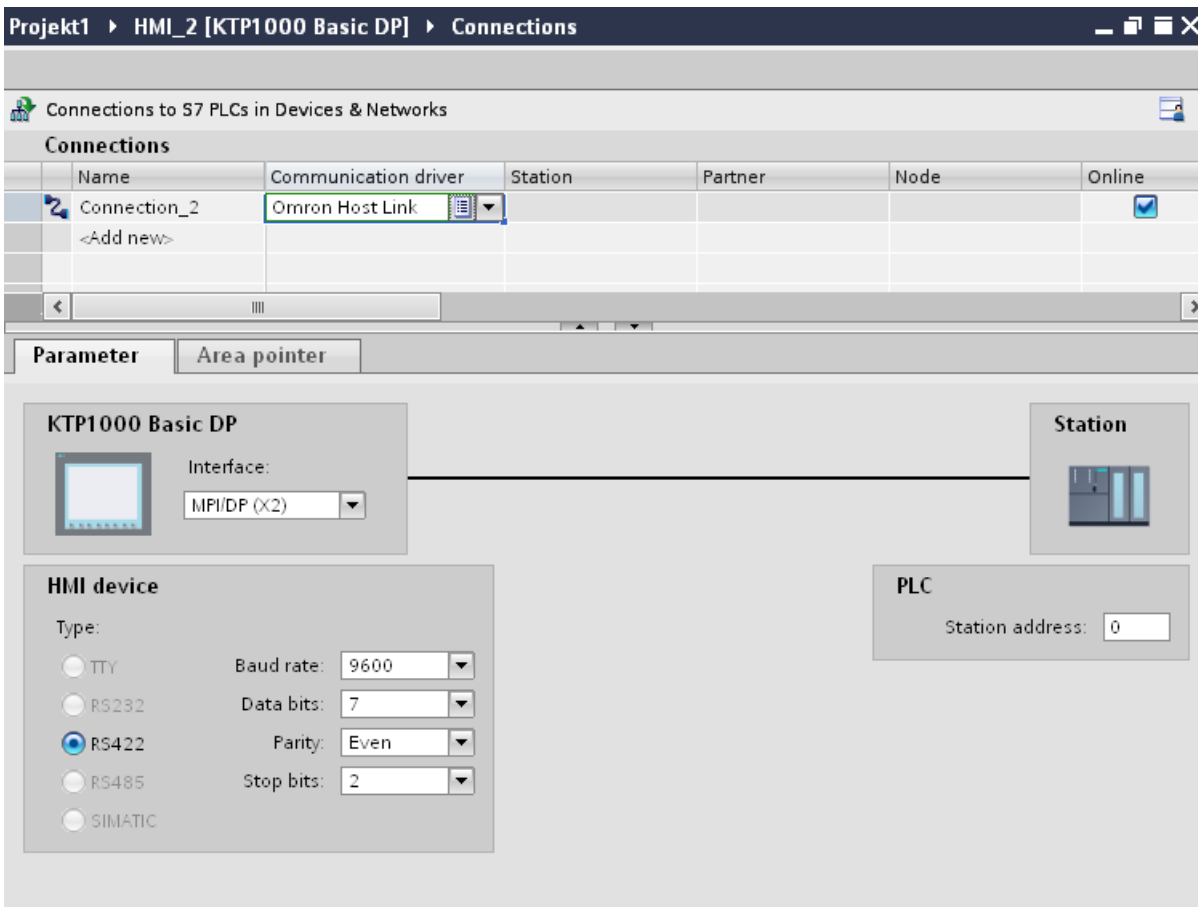 Projekt1 ▸ HMI_2 [KTP1000 Basic DP] ▸ Connections
Connections to S7 PLCs in Devices & Networks
Connections
Name Communication driver Station Partner Node Online
Connection_2 Omron Host Link
<Add new>
Parameter Area pointer
KTP1000 Basic DP
Interface:
MPI/DP (X2)
Station
HMI device
Type:
TTY Baud rate: 9600
RS232 Data bits: 7
RS422 Parity: Even
RS485 Stop bits: 2
SIMATIC
PLC
Station address: 0